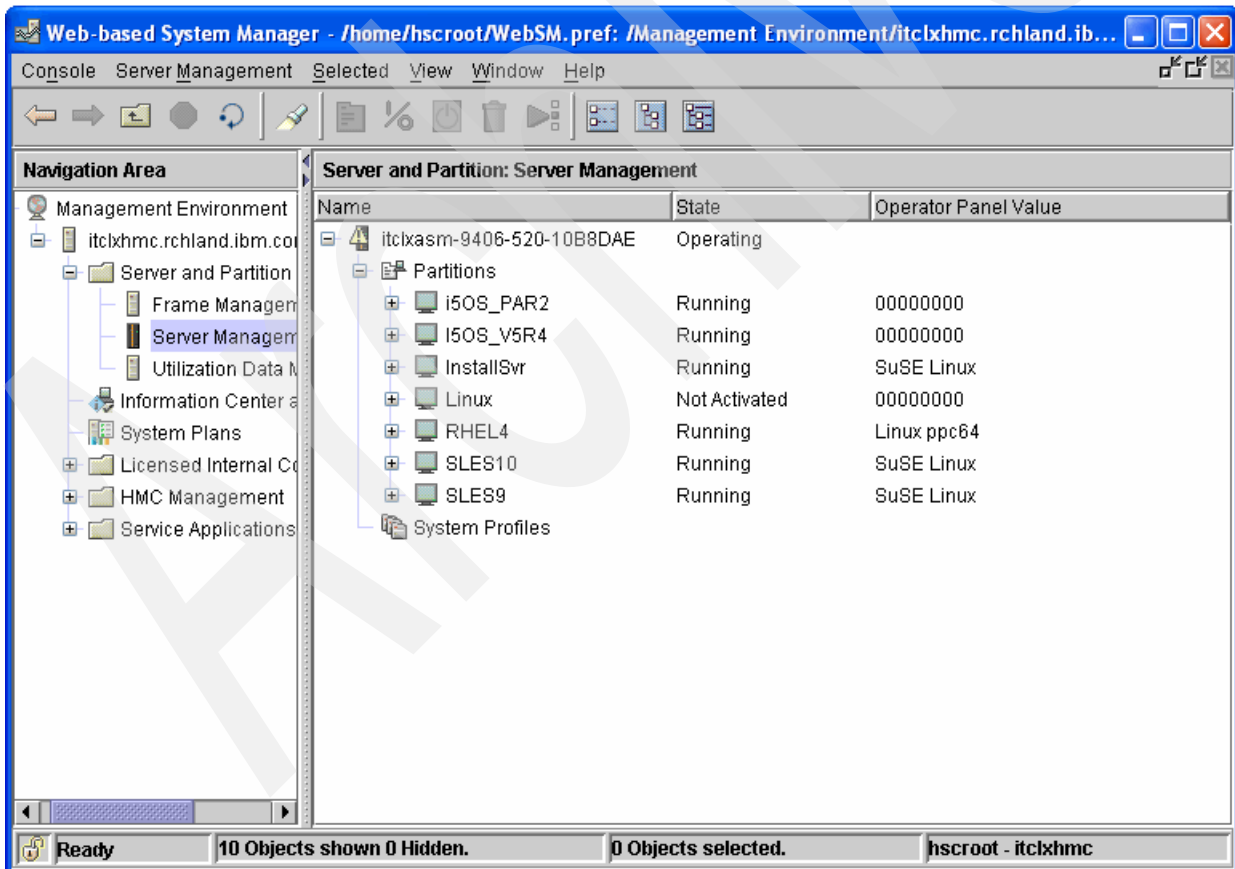 Web-based System Manager - /home/hscroot/WebSM.pref: /Management Environment/itclxhmc.rchland.ib...
Console Server Management Selected View Window Help
Navigation Area
Management Environment
itclxhmc.rchland.ibm.co
Server and Partition
Frame Managem
Server Managem
Utilization Data M
Information Center a
System Plans
Licensed Internal Co
HMC Management
Service Applications
Server and Partition: Server Management
Name State Operator Panel Value
itclxasm-9406-520-10B8DAE Operating
Partitions
i5OS_PAR2 Running 00000000
I5OS_V5R4 Running 00000000
InstallSvr Running SuSE Linux
Linux Not Activated 00000000
RHEL4 Running Linux ppc64
SLES10 Running SuSE Linux
SLES9 Running SuSE Linux
System Profiles
Ready 10 Objects shown 0 Hidden. 0 Objects selected. hscroot - itclxhmc